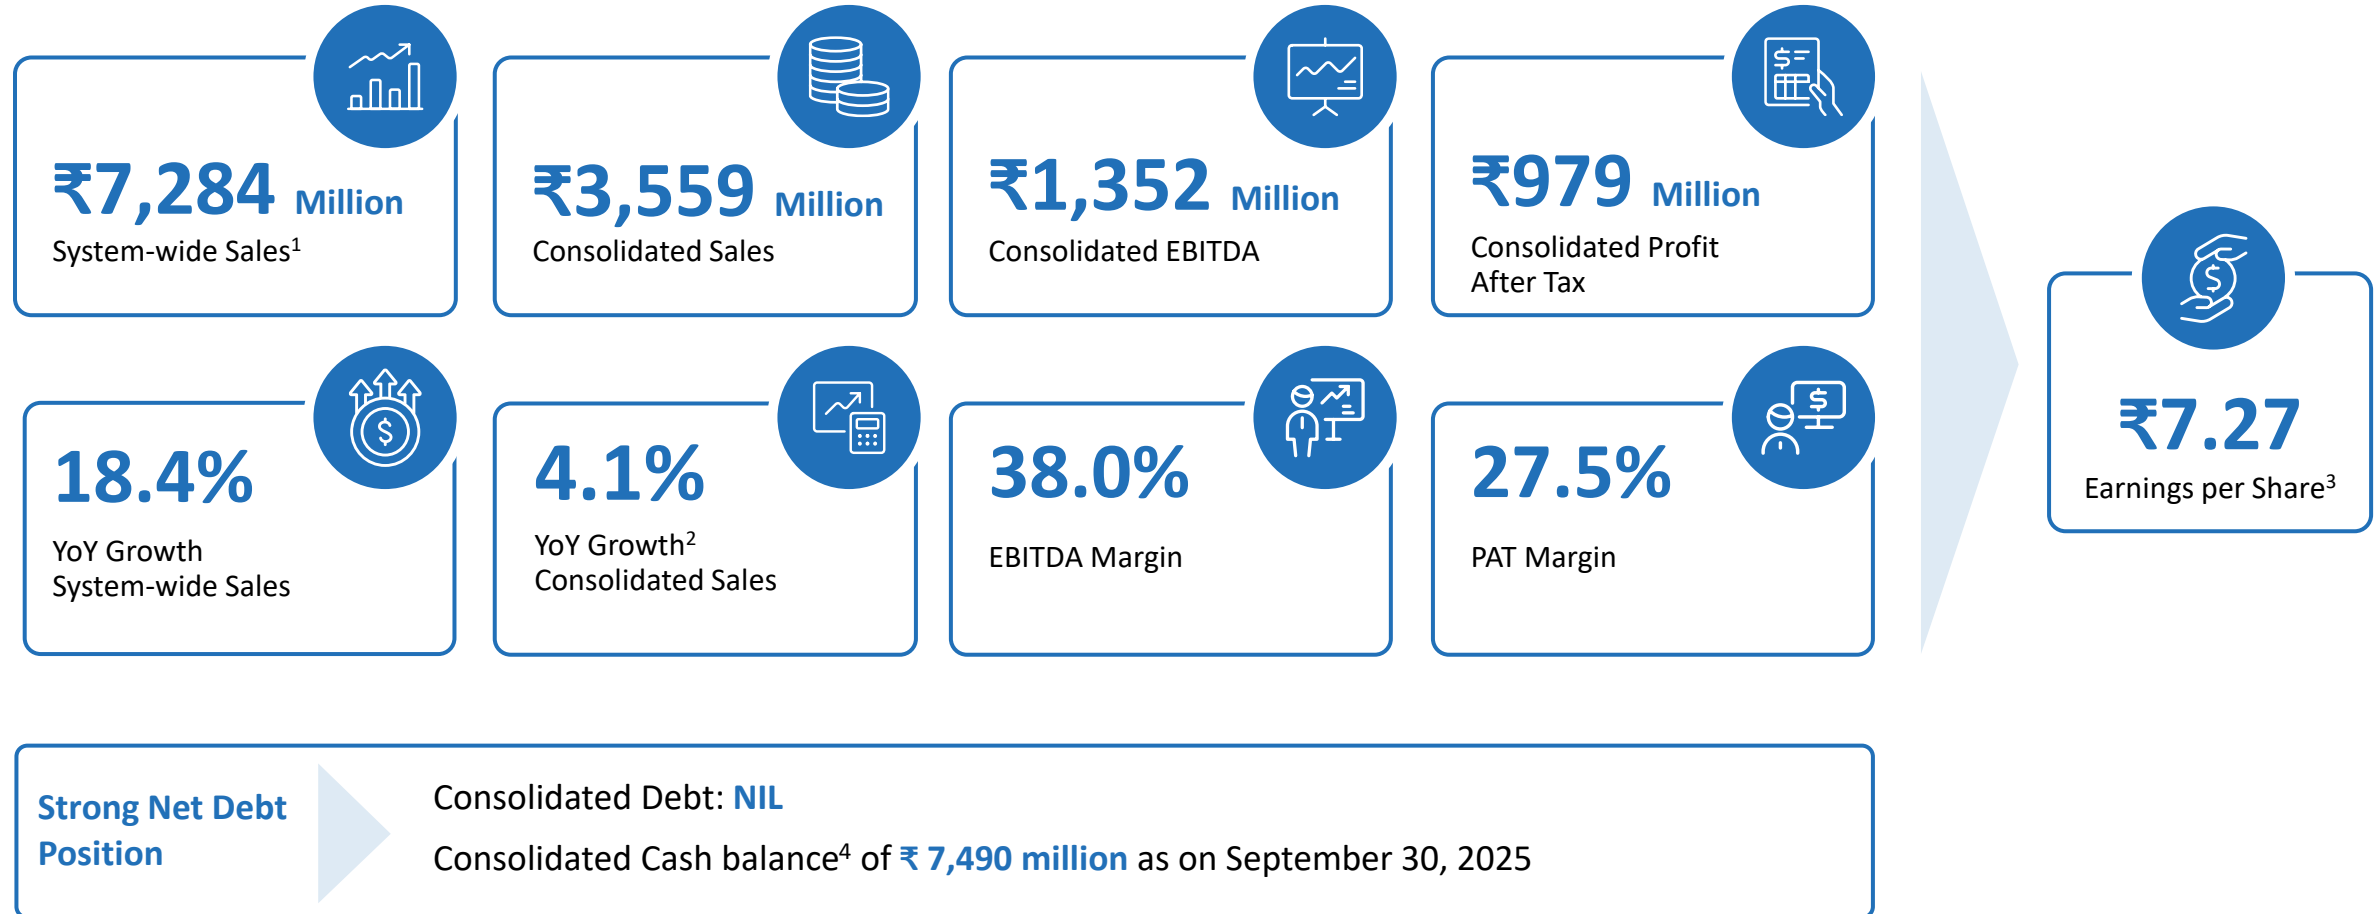 ₹7,284 Million
System-wide Sales¹
₹3,559 Million
Consolidated Sales
₹1,352 Million
Consolidated EBITDA
₹979 Million
Consolidated Profit
After Tax
18.4%
YoY Growth
System-wide Sales
4.1%
YoY Growth²
Consolidated Sales
38.0%
EBITDA Margin
27.5%
PAT Margin
₹7.27
Earnings per Share³
Strong Net Debt
Position
Consolidated Debt: NIL
Consolidated Cash balance⁴ of ₹ 7,490 million as on September 30, 2025